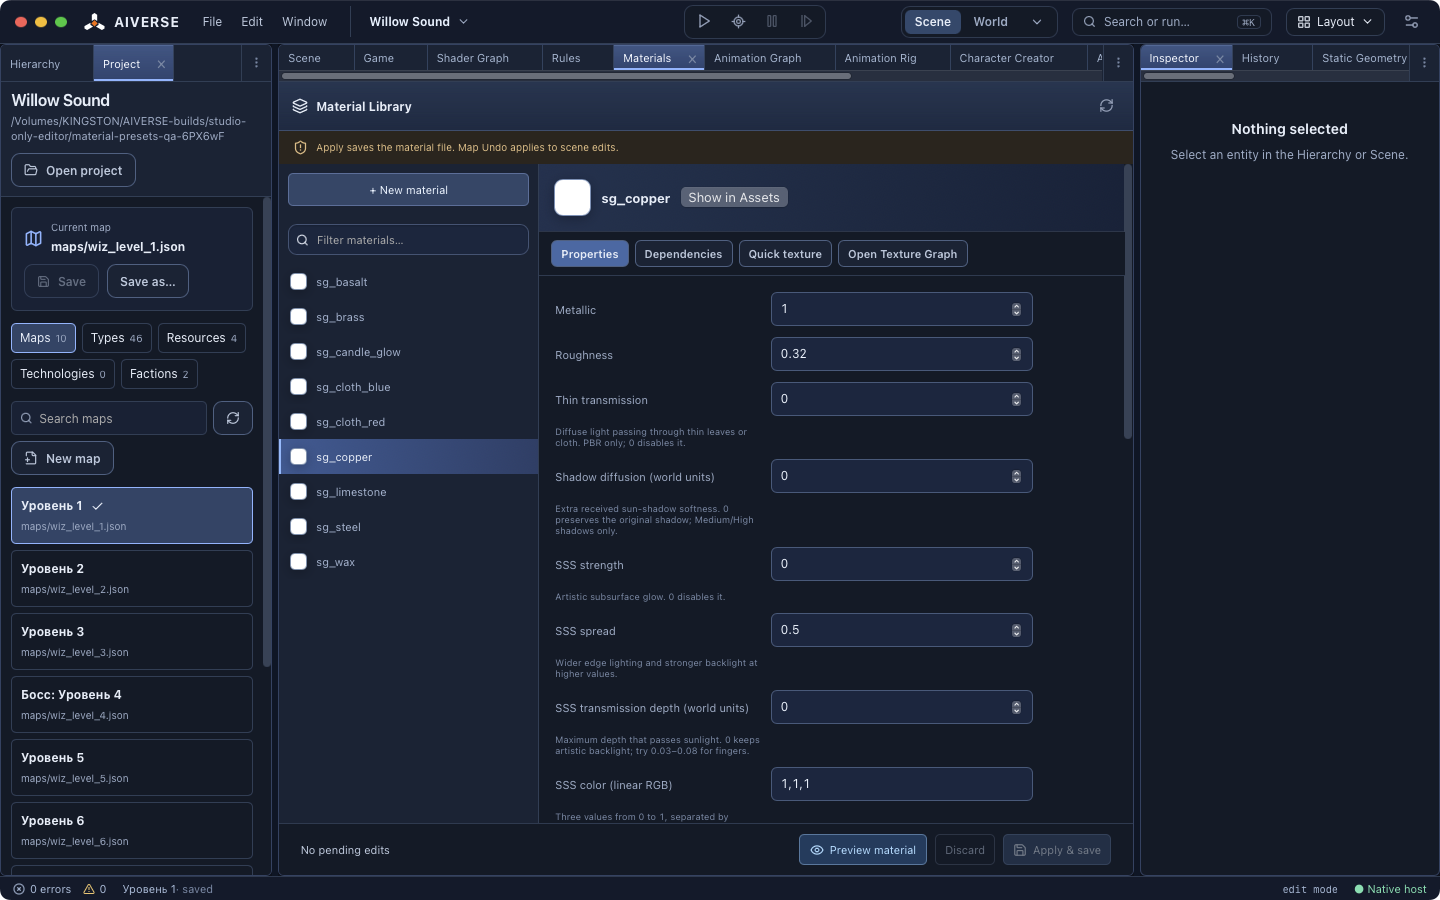 AIVERSE File Edit Window Willow Sound Scene World Search or run... ⌘K Layout
Hierarchy Project
Scene Game Shader Graph Rules Materials Animation Graph Animation Rig Character Creator
Inspector History Static Geometry
Willow Sound
/Volumes/KINGSTON/AIVERSE-builds/studio-
only-editor/material-presets-qa-6PX6wF
Open project
Current map
maps/wiz_level_1.json
Save Save as...
Maps 10 Types 46 Resources 4
Technologies 0 Factions 2
Search maps
New map
Уровень 1
maps/wiz_level_1.json
Уровень 2
maps/wiz_level_2.json
Уровень 3
maps/wiz_level_3.json
Босс: Уровень 4
maps/wiz_level_4.json
Уровень 5
maps/wiz_level_5.json
Уровень 6
maps/wiz_level_6.json
Material Library
Apply saves the material file. Map Undo applies to scene edits.
+ New material
Filter materials...
sg_basalt
sg_brass
sg_candle_glow
sg_cloth_blue
sg_cloth_red
sg_copper
sg_limestone
sg_steel
sg_wax
sg_copper Show in Assets
Properties Dependencies Quick texture Open Texture Graph
Metallic 1
Roughness 0.32
Thin transmission 0
Diffuse light passing through thin leaves or
cloth. PBR only; 0 disables it.
Shadow diffusion (world units) 0
Extra received sun-shadow softness. 0
preserves the original shadow; Medium/High
shadows only.
SSS strength 0
Artistic subsurface glow. 0 disables it.
SSS spread 0.5
Wider edge lighting and stronger backlight at
higher values.
SSS transmission depth (world units) 0
Maximum depth that passes sunlight. 0 keeps
artistic backlight; try 0.03–0.08 for fingers.
SSS color (linear RGB) 1,1,1
Three values from 0 to 1, separated by
No pending edits Preview material Discard Apply & save
Nothing selected
Select an entity in the Hierarchy or Scene.
0 errors 0 Уровень 1 · saved edit mode Native host